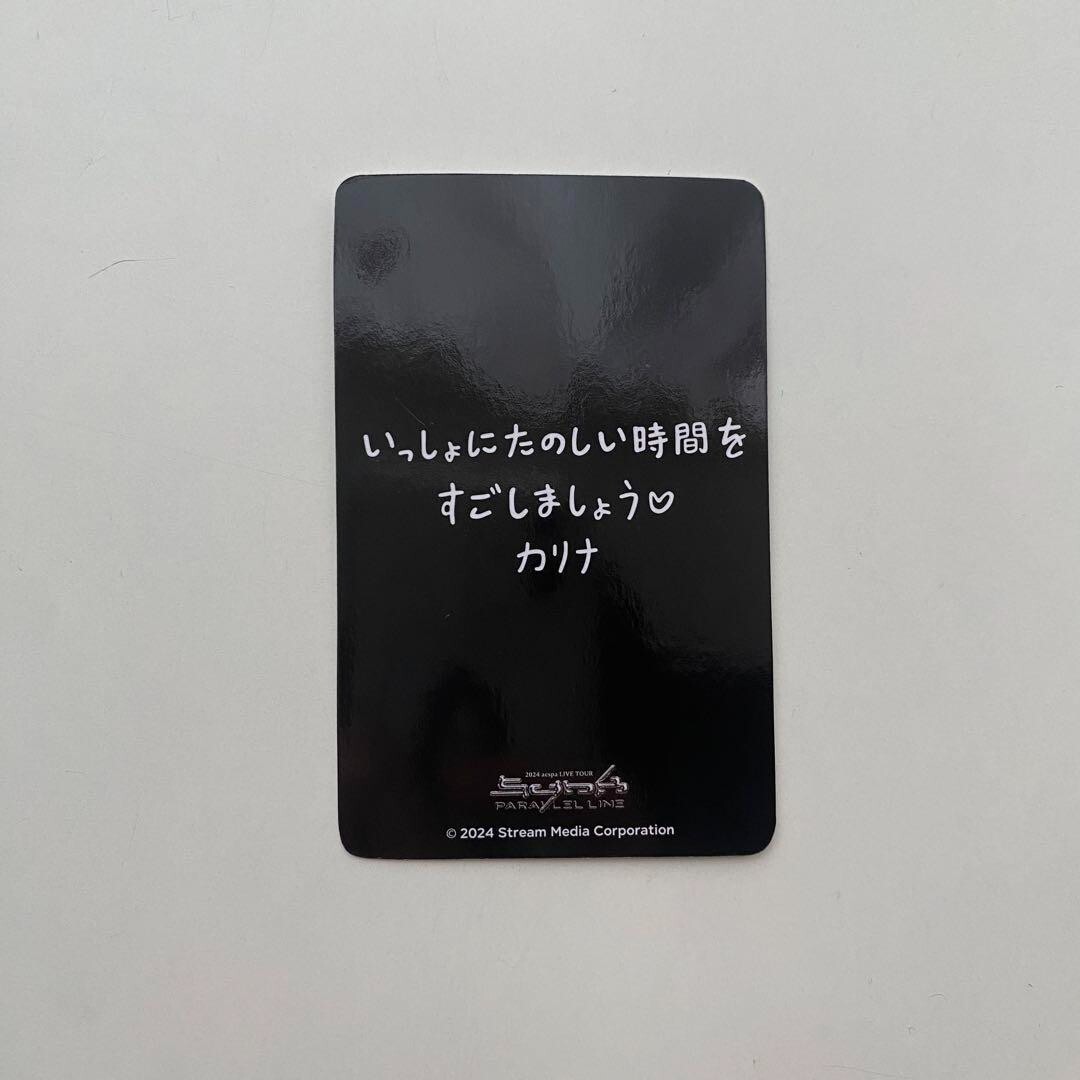 いっしょにたのしい時間を
すごしましょう♡
カリナ
2024 aespa LIVE TOUR
SYNK
PARALLEL LINE
© 2024 Stream Media Corporation